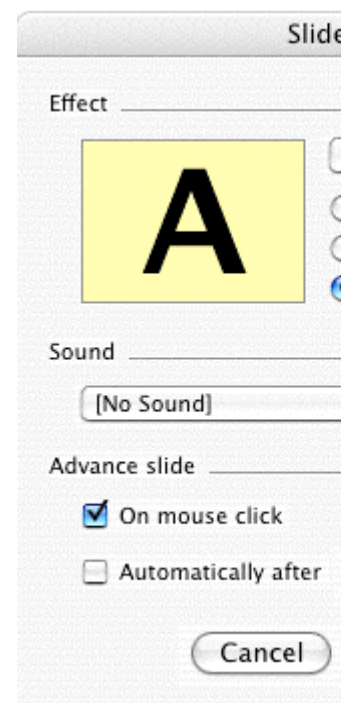 Slide
Effect
A
Sound
[No Sound]
Advance slide
On mouse click
Automatically after
Cancel